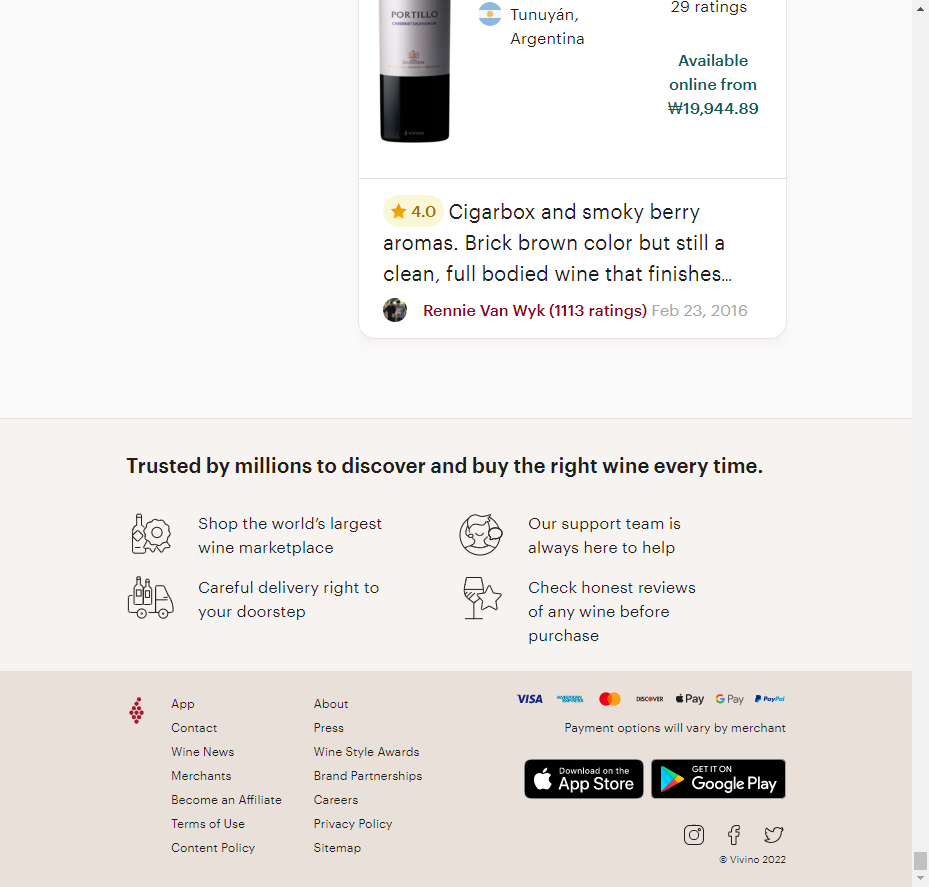 PORTILLO
CABERNET SAUVIGNON
VIVINO
Tunuyán,
Argentina
29 ratings
Available
online from
₩19,944.89
4.0 Cigarbox and smoky berry
aromas. Brick brown color but still a
clean, full bodied wine that finishes…
Rennie Van Wyk (1113 ratings) Feb 23, 2016
Trusted by millions to discover and buy the right wine every time.
Shop the world’s largest
wine marketplace
Our support team is
always here to help
Careful delivery right to
your doorstep
Check honest reviews
of any wine before
purchase
App
Contact
Wine News
Merchants
Become an Affiliate
Terms of Use
Content Policy
About
Press
Wine Style Awards
Brand Partnerships
Careers
Privacy Policy
Sitemap
VISA AMERICAN EXPRESS DISCOVER Pay G Pay PayPal
Payment options will vary by merchant
Download on the
App Store
GET IT ON
Google Play
© Vivino 2022